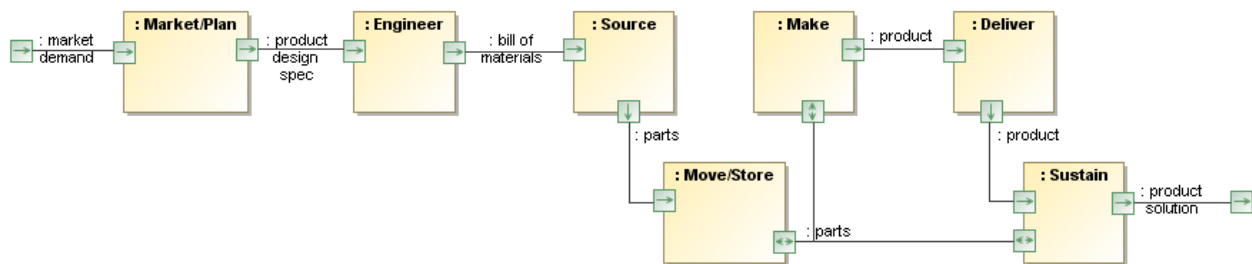 : Market/Plan
: Engineer
: Source
: Make
: Deliver
: market
demand
: product
design
spec
: bill of
materials
: product
: parts
: product
: Move/Store
: Sustain
: product
solution
: parts